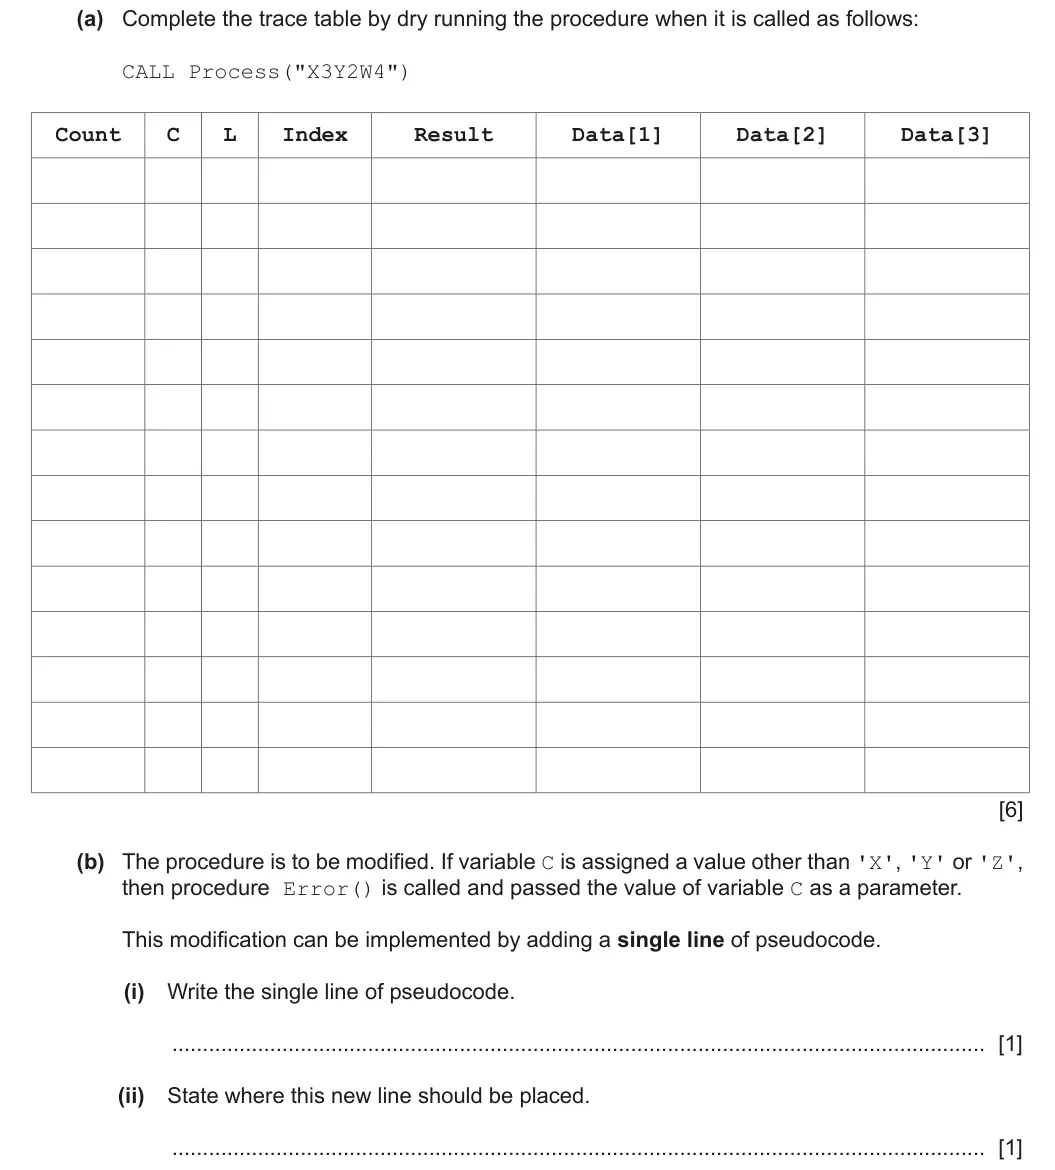 (a) Complete the trace table by dry running the procedure when it is called as follows:
CALL Process("X3Y2W4")
Count C L Index Result Data[1] Data[2] Data[3]
[6]
(b) The procedure is to be modified. If variable C is assigned a value other than 'X', 'Y' or 'Z',
then procedure Error() is called and passed the value of variable C as a parameter.
This modification can be implemented by adding a single line of pseudocode.
(i) Write the single line of pseudocode.
[1]
(ii) State where this new line should be placed.
[1]